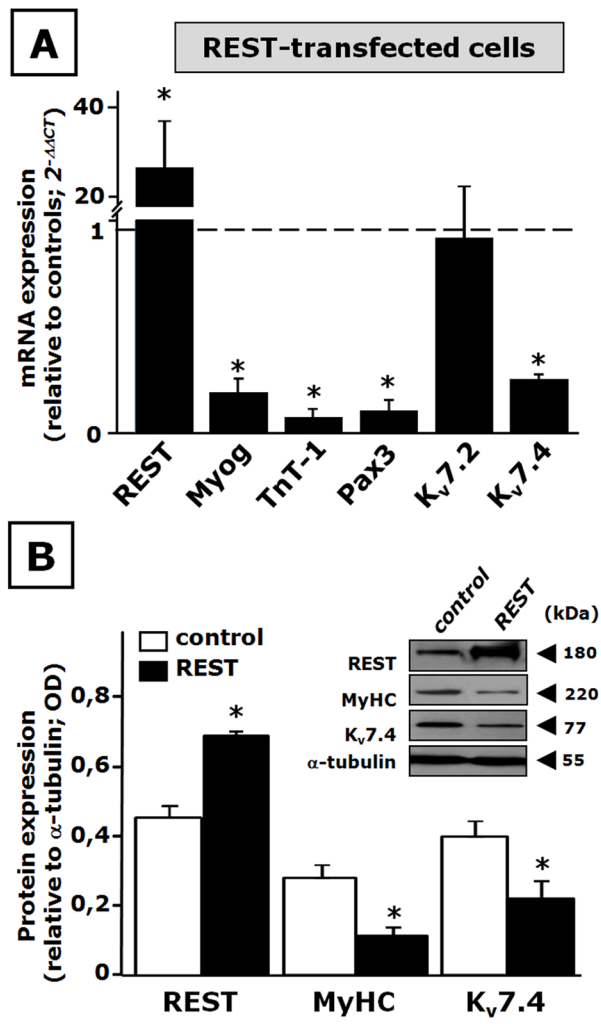 A
REST-transfected cells
mRNA expression
(relative to controls; 2-ΔΔCT)
40
20
1
0
*
*
*
*
*
REST
Myog
TnT-1
Pax3
Kv7.2
Kv7.4
B
control
REST
Protein expression
(relative to α-tubulin; OD)
0,8
0,6
0,4
0,2
0
*
*
*
REST
MyHC
Kv7.4
control REST (kDa)
REST 180
MyHC 220
Kv7.4 77
α-tubulin 55